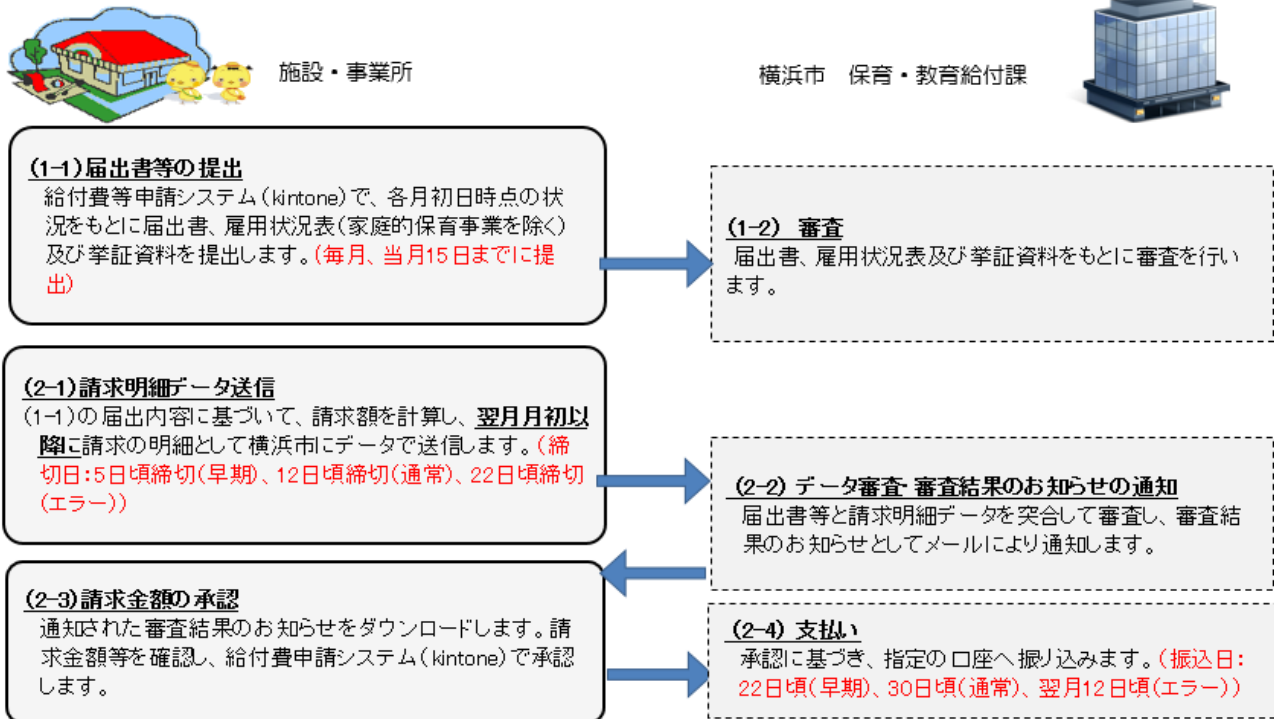 施設・事業所
横浜市　保育・教育給付課
(1-1)届出書等の提出
給付費等申請システム(kintone)で、各月初日時点の状
況をもとに届出書、雇用状況表(家庭的保育事業を除く)
及び挙証資料を提出します。(毎月、当月15日までに提
出)
(1-2) 審査
届出書、雇用状況表及び挙証資料をもとに審査を行い
ます。
(2-1)請求明細データ送信
(1-1)の届出内容に基づいて、請求額を計算し、翌月月初以
降に請求の明細として横浜市にデータで送信します。(締
切日:5日頃締切(早期)、12日頃締切(通常)、22日頃締切
(エラー))
(2-2) データ審査・審査結果のお知らせの通知
届出書等と請求明細データを突合して審査し、審査結
果のお知らせとしてメールにより通知します。
(2-3)請求金額の承認
通知された審査結果のお知らせをダウンロードします。請
求金額等を確認し、給付費申請システム(kintone)で承認
します。
(2-4) 支払い
承認に基づき、指定の口座へ振り込みます。(振込日:
22日頃(早期)、30日頃(通常)、翌月12日頃(エラー))